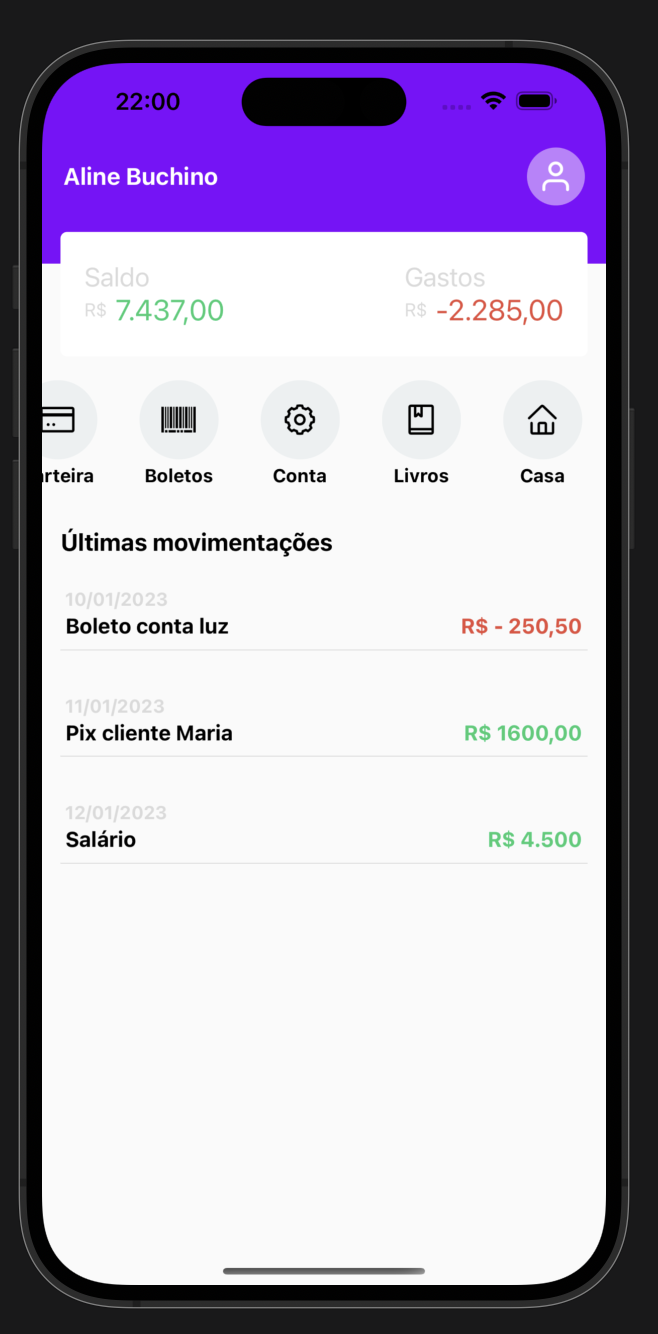 22:00
Aline Buchino
Saldo Gastos
R$ 7.437,00 R$ -2.285,00
arteira Boletos Conta Livros Casa
Últimas movimentações
10/01/2023
Boleto conta luz R$ - 250,50
11/01/2023
Pix cliente Maria R$ 1600,00
12/01/2023
Salário R$ 4.500